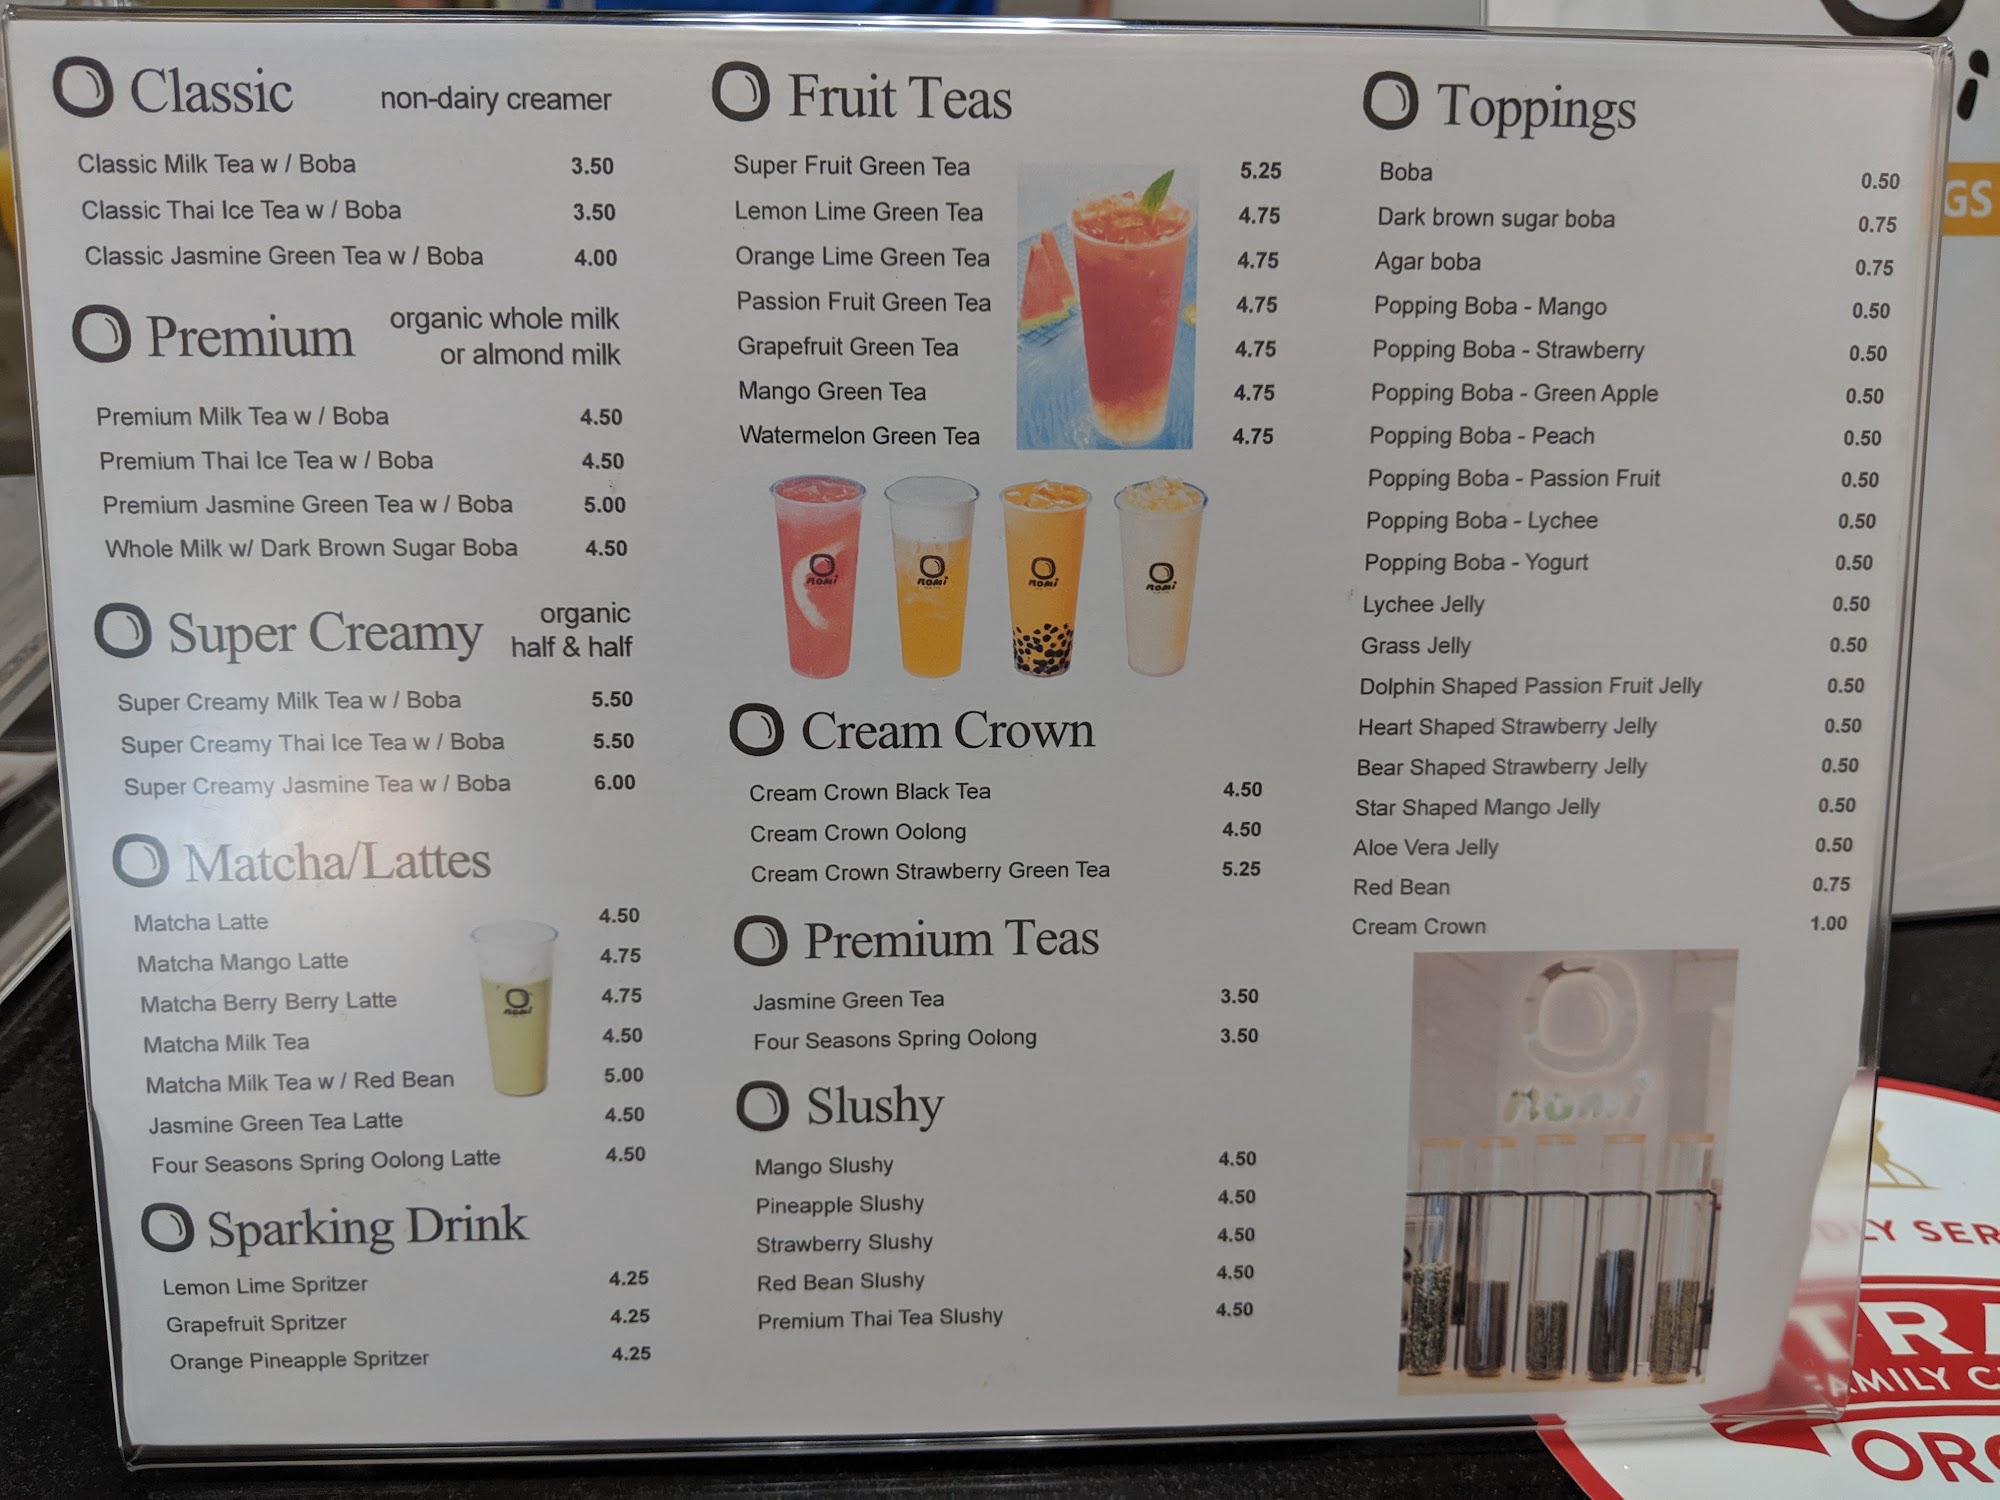 Classic non-dairy creamer
Classic Milk Tea w / Boba 3.50
Classic Thai Ice Tea w / Boba 3.50
Classic Jasmine Green Tea w / Boba 4.00
Premium organic whole milk
or almond milk
Premium Milk Tea w / Boba 4.50
Premium Thai Ice Tea w / Boba 4.50
Premium Jasmine Green Tea w / Boba 5.00
Whole Milk w/ Dark Brown Sugar Boba 4.50
Super Creamy organic
half & half
Super Creamy Milk Tea w / Boba 5.50
Super Creamy Thai Ice Tea w / Boba 5.50
Super Creamy Jasmine Tea w / Boba 6.00
Matcha/Lattes
Matcha Latte 4.50
Matcha Mango Latte 4.75
Matcha Berry Berry Latte 4.75
Matcha Milk Tea 4.50
Matcha Milk Tea w / Red Bean 5.00
Jasmine Green Tea Latte 4.50
Four Seasons Spring Oolong Latte 4.50
nomi
Sparking Drink
Lemon Lime Spritzer 4.25
Grapefruit Spritzer 4.25
Orange Pineapple Spritzer 4.25
Fruit Teas
Super Fruit Green Tea 5.25
Lemon Lime Green Tea 4.75
Orange Lime Green Tea 4.75
Passion Fruit Green Tea 4.75
Grapefruit Green Tea 4.75
Mango Green Tea 4.75
Watermelon Green Tea 4.75
nomi nomi nomi nomi
Cream Crown
Cream Crown Black Tea 4.50
Cream Crown Oolong 4.50
Cream Crown Strawberry Green Tea 5.25
Premium Teas
Jasmine Green Tea 3.50
Four Seasons Spring Oolong 3.50
Slushy
Mango Slushy 4.50
Pineapple Slushy 4.50
Strawberry Slushy 4.50
Red Bean Slushy 4.50
Premium Thai Tea Slushy 4.50
Toppings
Boba 0.50
Dark brown sugar boba 0.75
Agar boba 0.75
Popping Boba - Mango 0.50
Popping Boba - Strawberry 0.50
Popping Boba - Green Apple 0.50
Popping Boba - Peach 0.50
Popping Boba - Passion Fruit 0.50
Popping Boba - Lychee 0.50
Popping Boba - Yogurt 0.50
Lychee Jelly 0.50
Grass Jelly 0.50
Dolphin Shaped Passion Fruit Jelly 0.50
Heart Shaped Strawberry Jelly 0.50
Bear Shaped Strawberry Jelly 0.50
Star Shaped Mango Jelly 0.50
Aloe Vera Jelly 0.50
Red Bean 0.75
Cream Crown 1.00
nomi
GS